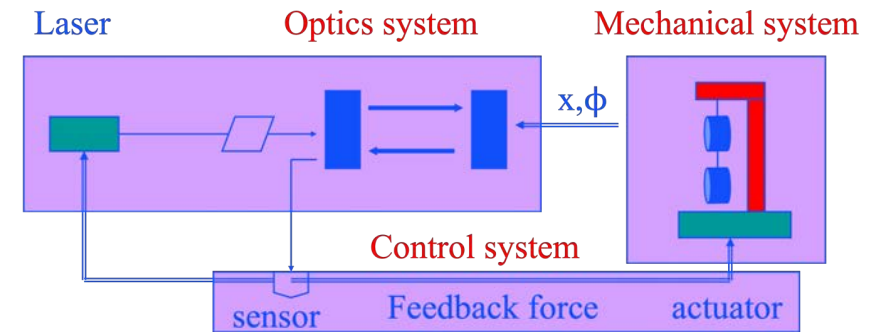 Laser
Optics system
Mechanical system
x,ϕ
Control system
sensor
Feedback force
actuator